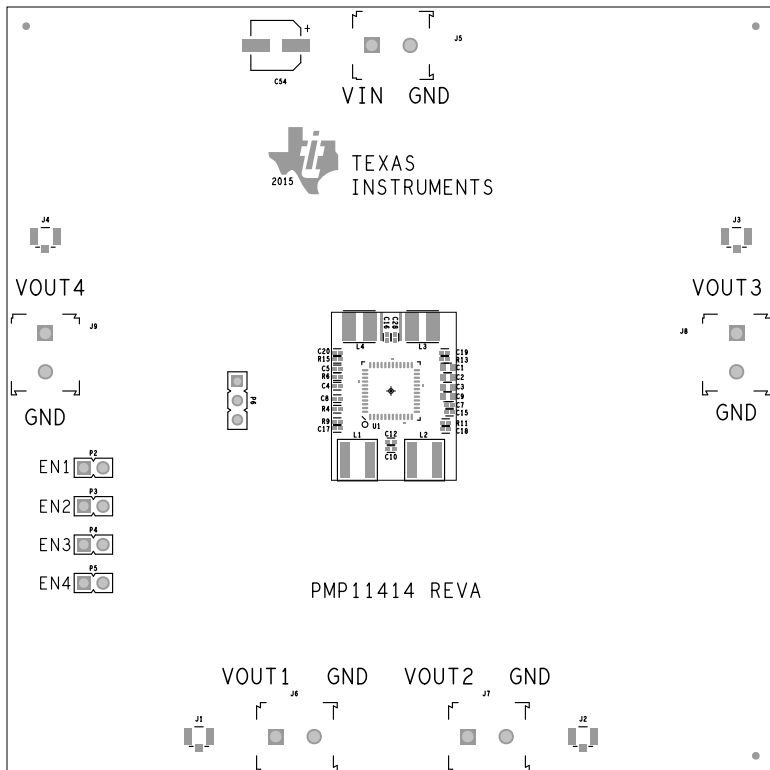 C54
+
J5
VIN GND
2015
TEXAS
INSTRUMENTS
J4
J3
VOUT4
VOUT3
J9
J8
GND
GND
L4
C16
C28
L3
C20
R15
C5
R6
C4
C8
R4
R9
C17
C19
R13
C1
C2
C3
C9
C7
C15
R11
C18
U1
P6
L1
C12
C10
L2
EN1
P2
EN2
P3
EN3
P4
EN4
P5
PMP11414 REVA
VOUT1 GND
VOUT2 GND
J6
J7
J1
J2